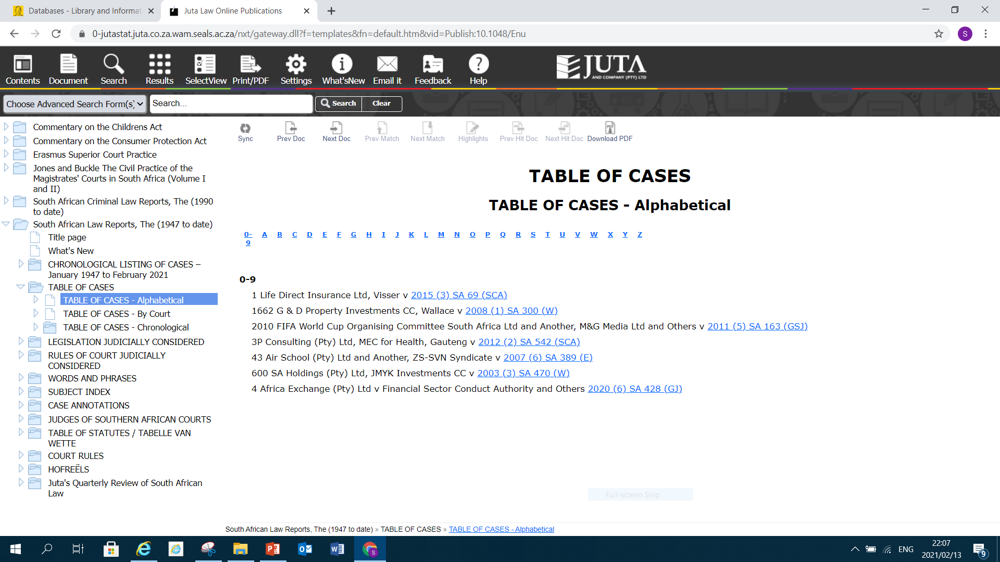 Databases - Library and Informat
Juta Law Online Publications
0-jutastat.juta.co.za.wam.seals.ac.za/nxt/gateway.dll?f=templates&fn=default.htm&vid=Publish:10.1048/Enu
S
Contents Document Search Results SelectView Print/PDF Settings What'sNew Email it Feedback Help
JUTA
AND COMPANY (PTY) LTD
Choose Advanced Search Form(s) Search... Search Clear
Commentary on the Childrens Act
Commentary on the Consumer Protection Act
Erasmus Superior Court Practice
Jones and Buckle The Civil Practice of the
Magistrates' Courts in South Africa (Volume I
and II)
South African Criminal Law Reports, The (1990
to date)
South African Law Reports, The (1947 to date)
Title page
What's New
CHRONOLOGICAL LISTING OF CASES –
January 1947 to February 2021
TABLE OF CASES
TABLE OF CASES - Alphabetical
TABLE OF CASES - By Court
TABLE OF CASES - Chronological
LEGISLATION JUDICIALLY CONSIDERED
RULES OF COURT JUDICIALLY
CONSIDERED
WORDS AND PHRASES
SUBJECT INDEX
CASE ANNOTATIONS
JUDGES OF SOUTHERN AFRICAN COURTS
TABLE OF STATUTES / TABELLE VAN
WETTE
COURT RULES
HOFREËLS
Juta's Quarterly Review of South African
Law
Sync Prev Doc Next Doc Prev Match Next Match Highlights Prev Hit Doc Next Hit Doc Download PDF
TABLE OF CASES
TABLE OF CASES - Alphabetical
0- A B C D E F G H I J K L M N O P Q R S T U V W X Y Z
9
0-9
1 Life Direct Insurance Ltd, Visser v 2015 (3) SA 69 (SCA)
1662 G & D Property Investments CC, Wallace v 2008 (1) SA 300 (W)
2010 FIFA World Cup Organising Committee South Africa Ltd and Another, M&G Media Ltd and Others v 2011 (5) SA 163 (GSJ)
3P Consulting (Pty) Ltd, MEC for Health, Gauteng v 2012 (2) SA 542 (SCA)
43 Air School (Pty) Ltd and Another, ZS-SVN Syndicate v 2007 (6) SA 389 (E)
600 SA Holdings (Pty) Ltd, JMYK Investments CC v 2003 (3) SA 470 (W)
4 Africa Exchange (Pty) Ltd v Financial Sector Conduct Authority and Others 2020 (6) SA 428 (GJ)
Full-screen Snip
South African Law Reports, The (1947 to date) » TABLE OF CASES » TABLE OF CASES - Alphabetical
ENG
22:07
2021/02/13
9